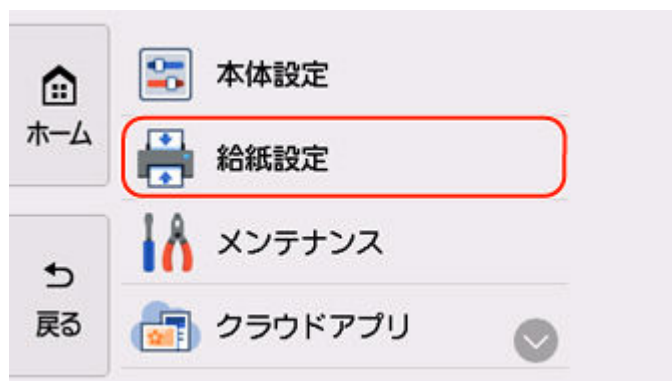 ホーム
戻る
本体設定
給紙設定
メンテナンス
クラウドアプリ